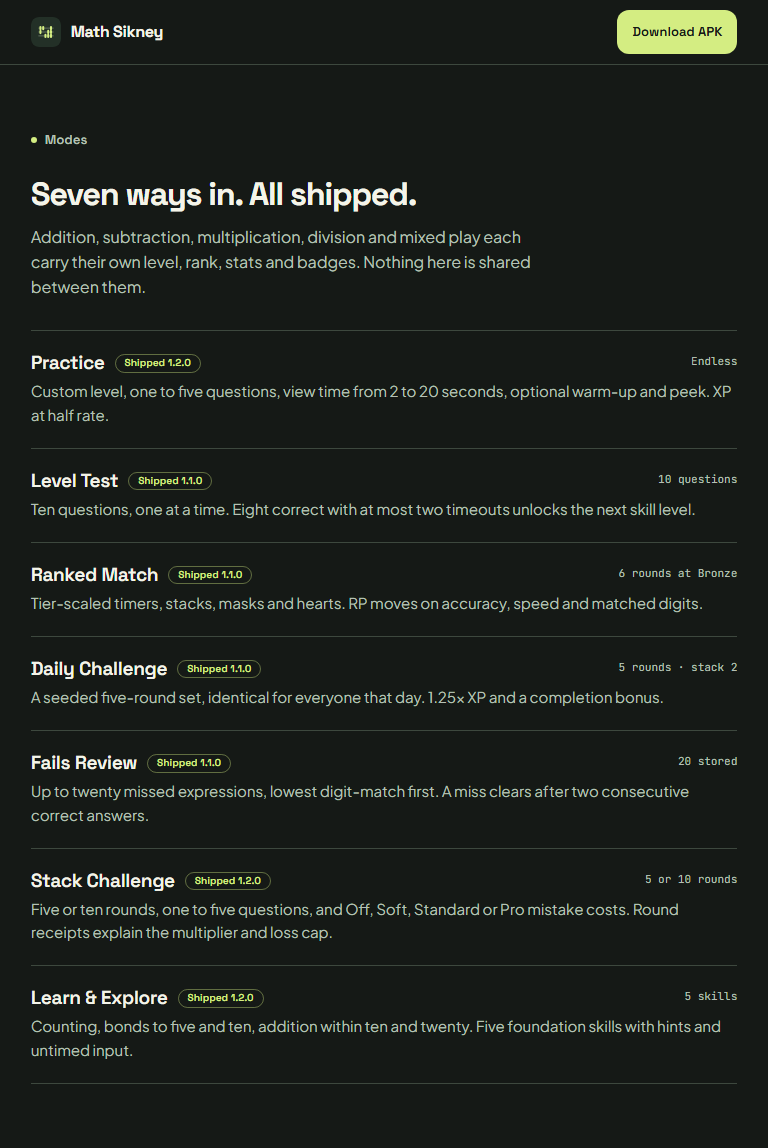 Math Sikney
Download APK
Modes
Seven ways in. All shipped.
Addition, subtraction, multiplication, division and mixed play each
carry their own level, rank, stats and badges. Nothing here is shared
between them.
Practice Shipped 1.2.0 Endless
Custom level, one to five questions, view time from 2 to 20 seconds, optional warm-up and peek. XP
at half rate.
Level Test Shipped 1.1.0 10 questions
Ten questions, one at a time. Eight correct with at most two timeouts unlocks the next skill level.
Ranked Match Shipped 1.1.0 6 rounds at Bronze
Tier-scaled timers, stacks, masks and hearts. RP moves on accuracy, speed and matched digits.
Daily Challenge Shipped 1.1.0 5 rounds · stack 2
A seeded five-round set, identical for everyone that day. 1.25× XP and a completion bonus.
Fails Review Shipped 1.1.0 20 stored
Up to twenty missed expressions, lowest digit-match first. A miss clears after two consecutive
correct answers.
Stack Challenge Shipped 1.2.0 5 or 10 rounds
Five or ten rounds, one to five questions, and Off, Soft, Standard or Pro mistake costs. Round
receipts explain the multiplier and loss cap.
Learn & Explore Shipped 1.2.0 5 skills
Counting, bonds to five and ten, addition within ten and twenty. Five foundation skills with hints and
untimed input.